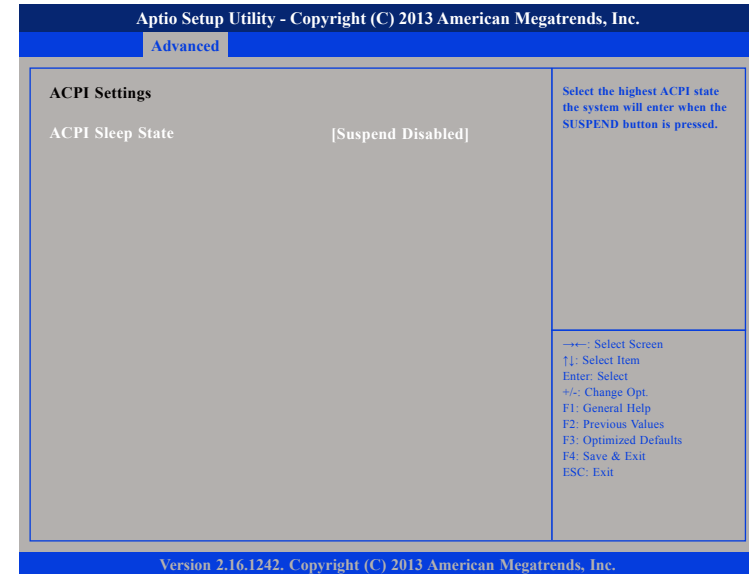 Aptio Setup Utility - Copyright (C) 2013 American Megatrends, Inc.
Advanced
ACPI Settings
ACPI Sleep State [Suspend Disabled]
Select the highest ACPI state
the system will enter when the
SUSPEND button is pressed.
→←: Select Screen
↑↓: Select Item
Enter: Select
+/-: Change Opt.
F1: General Help
F2: Previous Values
F3: Optimized Defaults
F4: Save & Exit
ESC: Exit
Version 2.16.1242. Copyright (C) 2013 American Megatrends, Inc.